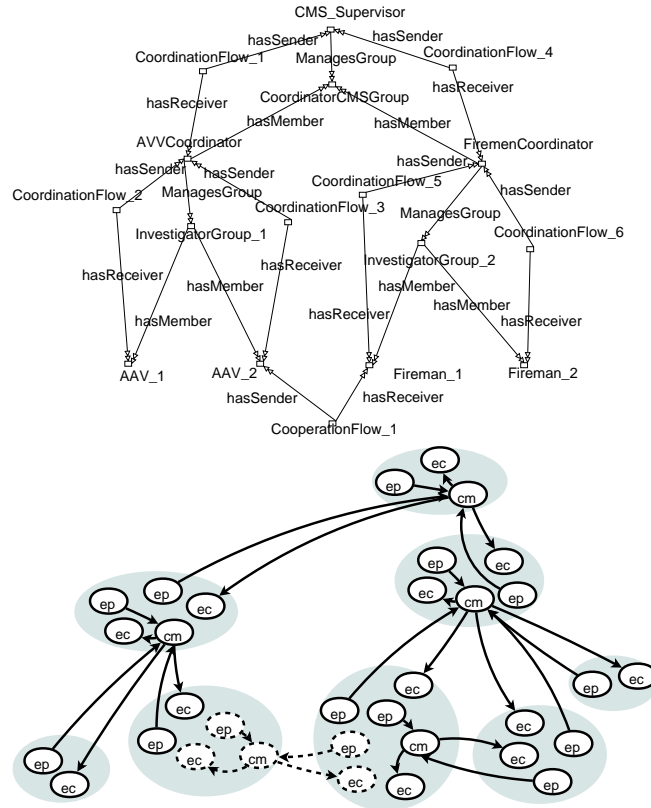 CMS_Supervisor
hasSender
hasSender
CoordinationFlow_1
ManagesGroup
CoordinationFlow_4
hasReceiver
CoordinatorCMSGroup
hasReceiver
AVVCoordinator
hasMember
hasMember
FiremenCoordinator
hasSender
hasSender
hasSender
CoordinationFlow_5
hasSender
CoordinationFlow_2
ManagesGroup
CoordinationFlow_3
ManagesGroup
InvestigatorGroup_1
CoordinationFlow_6
hasReceiver
hasReceiver
InvestigatorGroup_2
hasMember
hasMember
hasReceiver
hasMember
hasMember
hasReceiver
AAV_1
AAV_2
Fireman_1
Fireman_2
hasSender
hasReceiver
CooperationFlow_1
ec
ep
cm
ec
ep
ep
ec
ep
cm
ep
ep
ec
ec
cm
ec
ec
ep
ec
ep
ec
ep
ep
ep
ec
cm
ep
ec
cm
ec
ep
ep
ec
ec
ec
ep